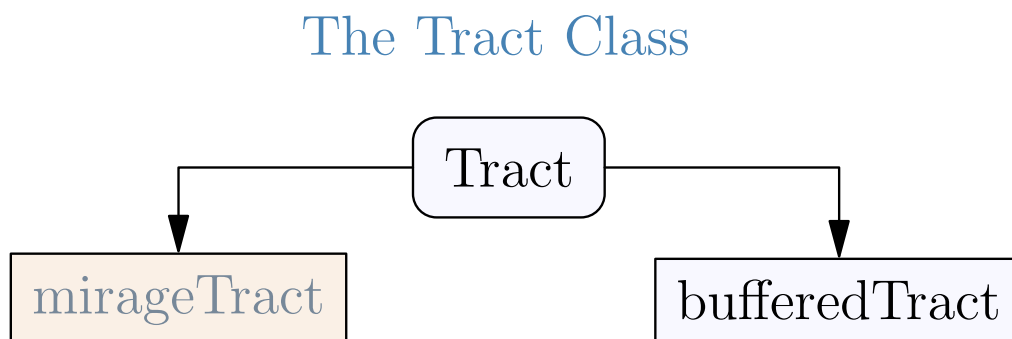 The Tract Class
Tract
mirageTract
bufferedTract